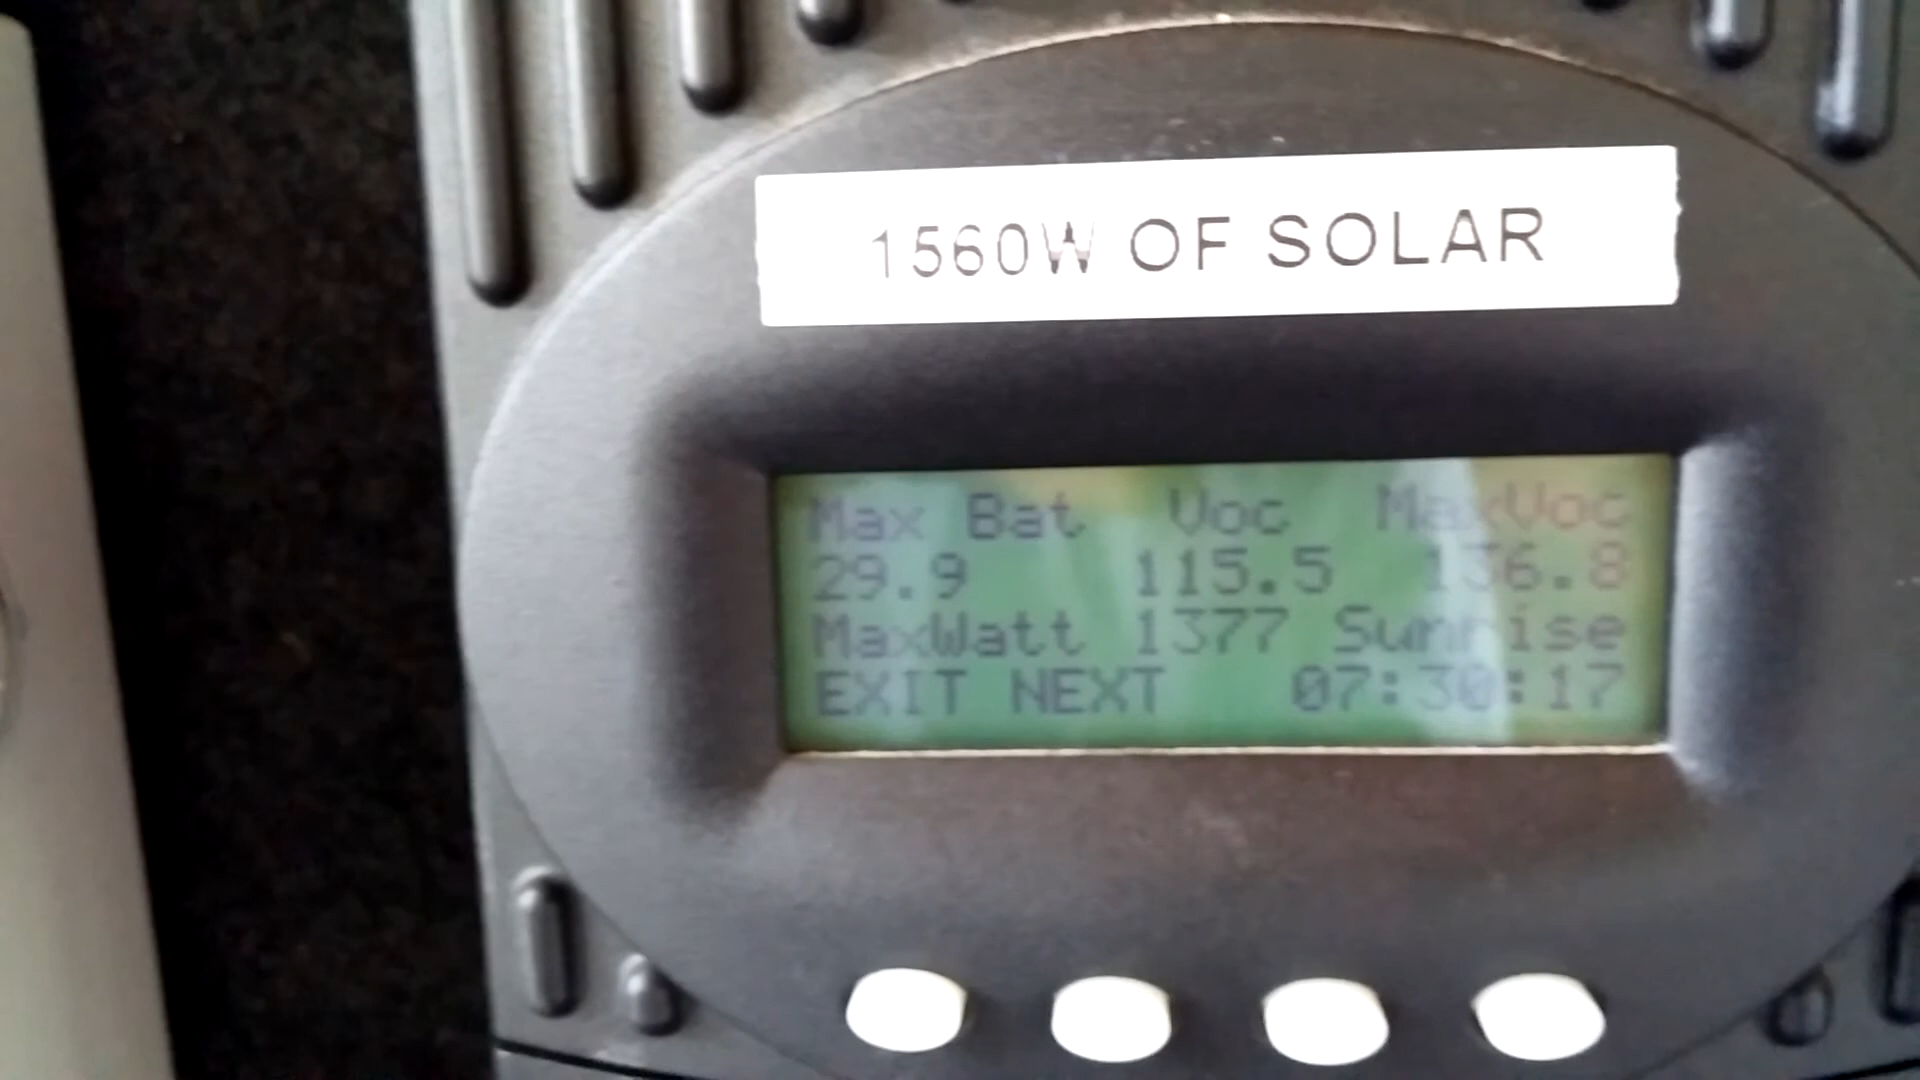 1560W OF SOLAR
Max Bat Voc MaxVoc
29.9 115.5 136.8
MaxWatt 1377 Sunrise
EXIT NEXT 07:30:17